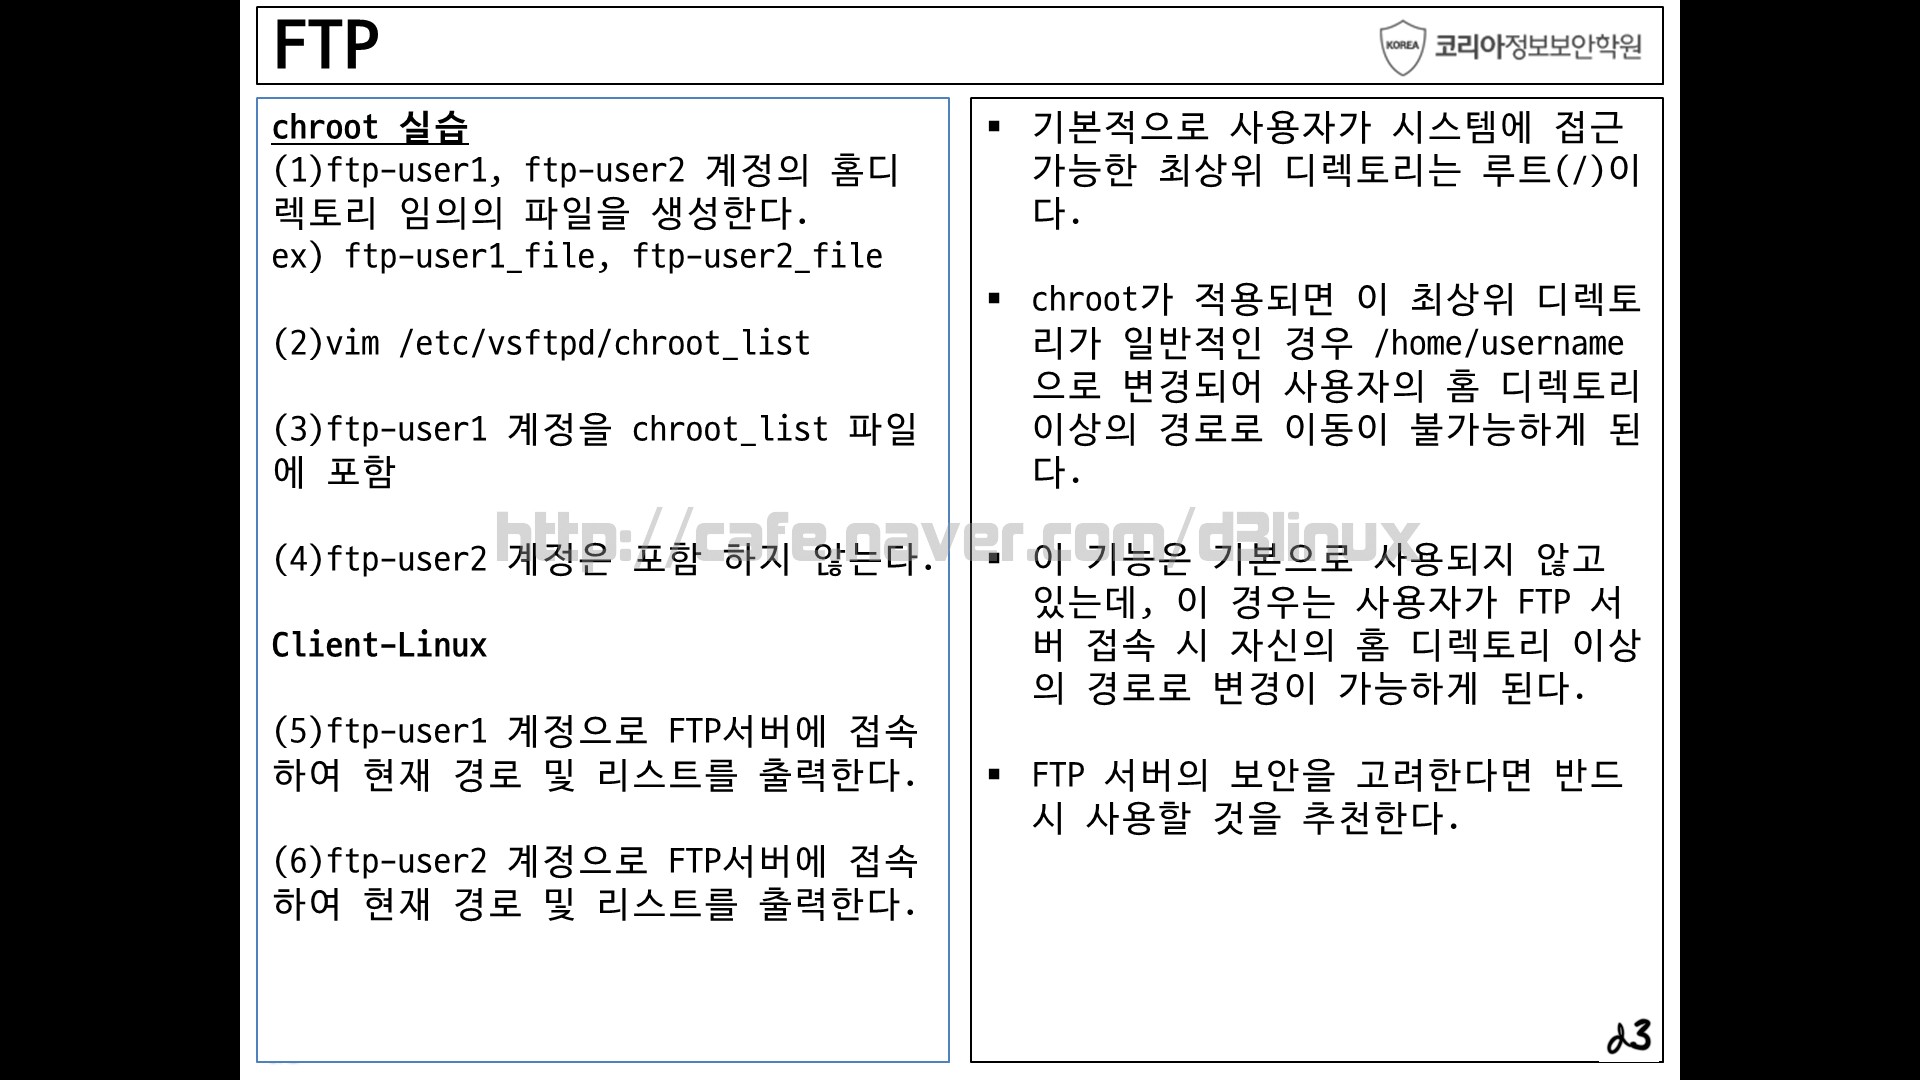 FTP
KOREA 코리아정보보안학원
chroot 실습
(1)ftp-user1, ftp-user2 계정의 홈디
렉토리 임의의 파일을 생성한다.
ex) ftp-user1_file, ftp-user2_file
(2)vim /etc/vsftpd/chroot_list
(3)ftp-user1 계정을 chroot_list 파일
에 포함
(4)ftp-user2 계정은 포함 하지 않는다.
Client-Linux
(5)ftp-user1 계정으로 FTP서버에 접속
하여 현재 경로 및 리스트를 출력한다.
(6)ftp-user2 계정으로 FTP서버에 접속
하여 현재 경로 및 리스트를 출력한다.
▪ 기본적으로 사용자가 시스템에 접근
가능한 최상위 디렉토리는 루트(/)이
다.
▪ chroot가 적용되면 이 최상위 디렉토
리가 일반적인 경우 /home/username
으로 변경되어 사용자의 홈 디렉토리
이상의 경로로 이동이 불가능하게 된
다.
▪ 이 기능은 기본으로 사용되지 않고
있는데, 이 경우는 사용자가 FTP 서
버 접속 시 자신의 홈 디렉토리 이상
의 경로로 변경이 가능하게 된다.
▪ FTP 서버의 보안을 고려한다면 반드
시 사용할 것을 추천한다.
http://cafe.naver.com/d3linux
d3